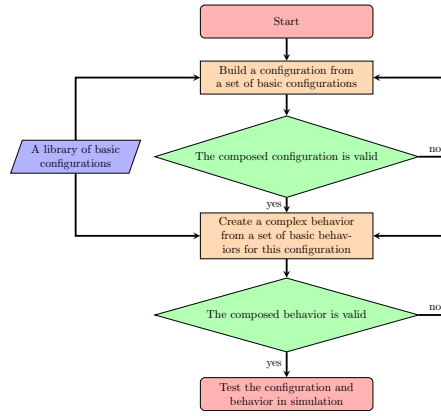 Start
Build a configuration from
a set of basic configurations
A library of basic
configurations
The composed configuration is valid
no
yes
Create a complex behavior
from a set of basic behav-
iors for this configuration
The composed behavior is valid
no
yes
Test the configuration and
behavior in simulation